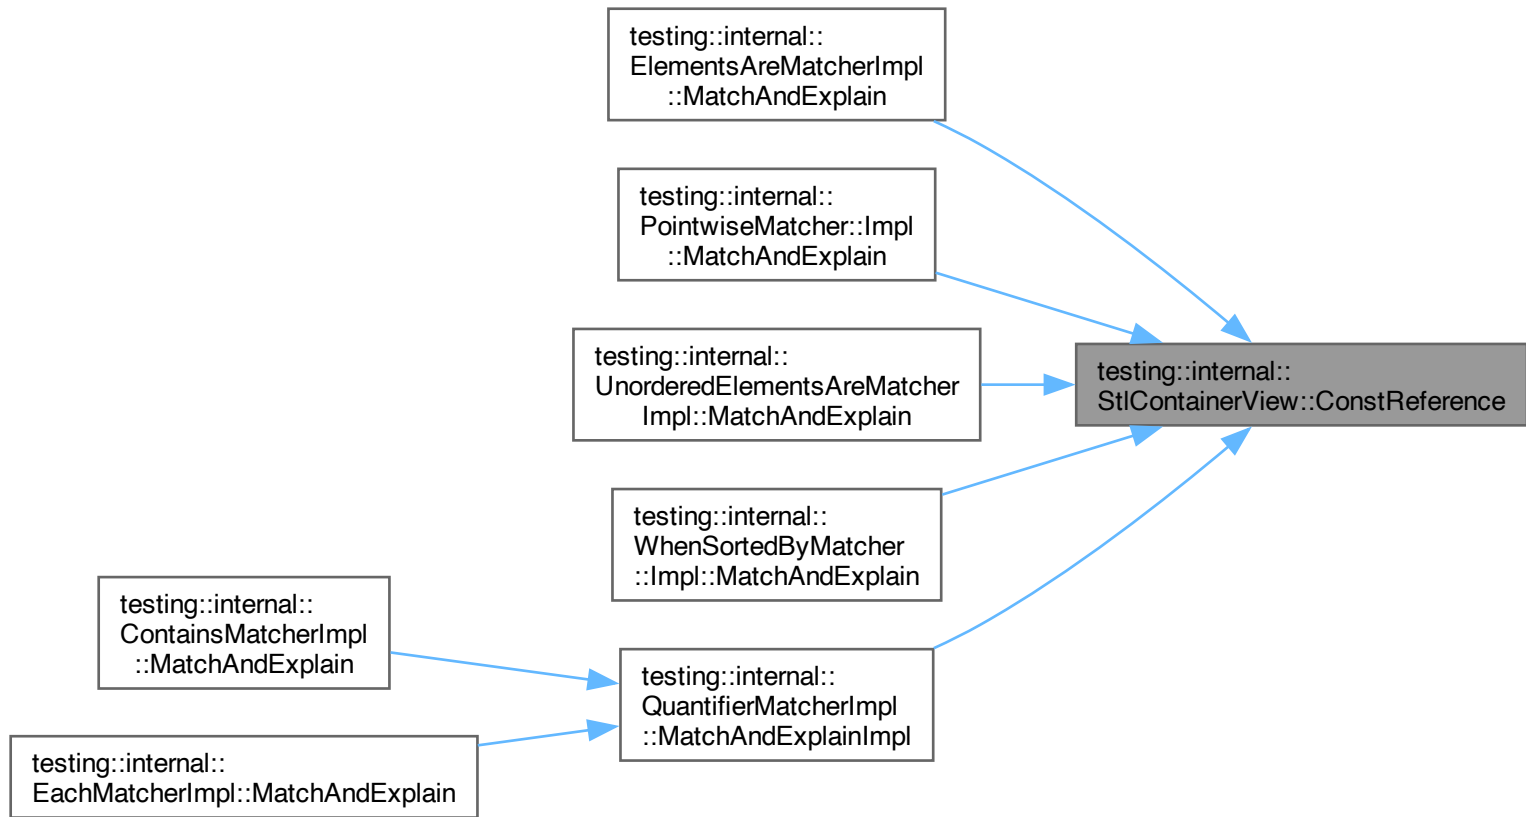 testing::internal::
ElementsAreMatcherImpl
::MatchAndExplain
testing::internal::
PointwiseMatcher::Impl
::MatchAndExplain
testing::internal::
UnorderedElementsAreMatcher
Impl::MatchAndExplain
testing::internal::
StlContainerView::ConstReference
testing::internal::
WhenSortedByMatcher
::Impl::MatchAndExplain
testing::internal::
ContainsMatcherImpl
::MatchAndExplain
testing::internal::
QuantifierMatcherImpl
::MatchAndExplainImpl
testing::internal::
EachMatcherImpl::MatchAndExplain